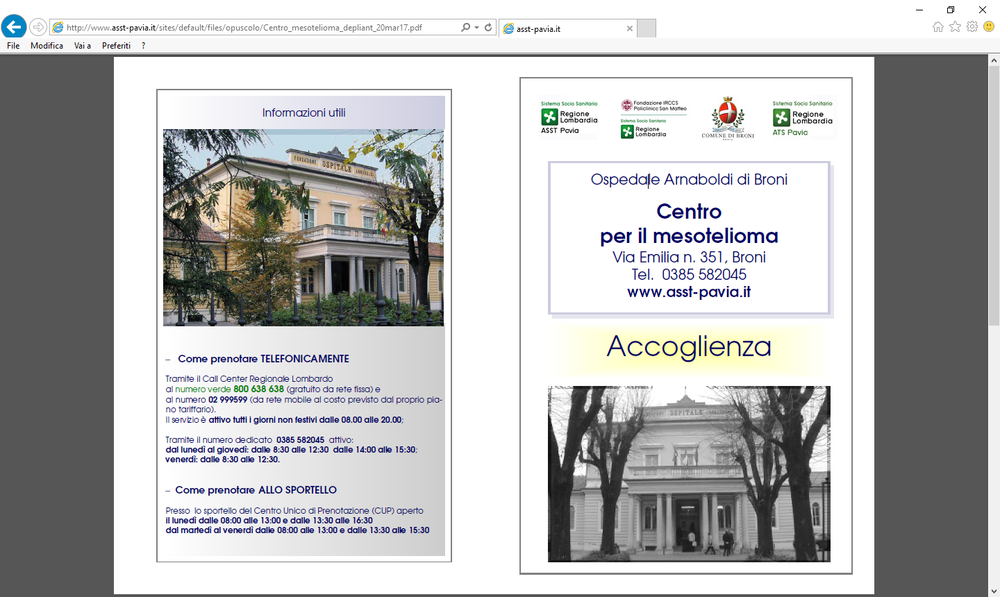 http://www.asst-pavia.it/sites/default/files/opuscolo/Centro_mesotelioma_depliant_20mar17.pdf
asst-pavia.it
File Modifica Vai a Preferiti ?
Informazioni utili
FONDAZIONE OSPITALE ARNABOLDI
– Come prenotare TELEFONICAMENTE
Tramite il Call Center Regionale Lombardo
al numero verde 800 638 638 (gratuito da rete fissa) e
al numero 02 999599 (da rete mobile al costo previsto dal proprio pia-
no tariffario).
Il servizio è attivo tutti i giorni non festivi dalle 08.00 alle 20.00;
Tramite il numero dedicato 0385 582045 attivo:
dal lunedì al giovedì: dalle 8:30 alle 12:30 dalle 14:00 alle 15:30;
venerdì: dalle 8:30 alle 12:30.
– Come prenotare ALLO SPORTELLO
Presso lo sportello del Centro Unico di Prenotazione (CUP) aperto
il lunedì dalle 08:00 alle 13:00 e dalle 13:30 alle 16:30
dal martedì al venerdì dalle 08:00 alle 13:00 e dalle 13:30 alle 15:30
Sistema Socio Sanitario
Regione
Lombardia
ASST Pavia
Fondazione IRCCS
Policlinico San Matteo
Sistema Socio Sanitario
Regione
Lombardia
COMUNE DI BRONI
PAVIA
Sistema Socio Sanitario
Regione
Lombardia
ATS Pavia
Ospedale Arnaboldi di Broni
Centro
per il mesotelioma
Via Emilia n. 351, Broni
Tel. 0385 582045
www.asst-pavia.it
Accoglienza
OSPITALE